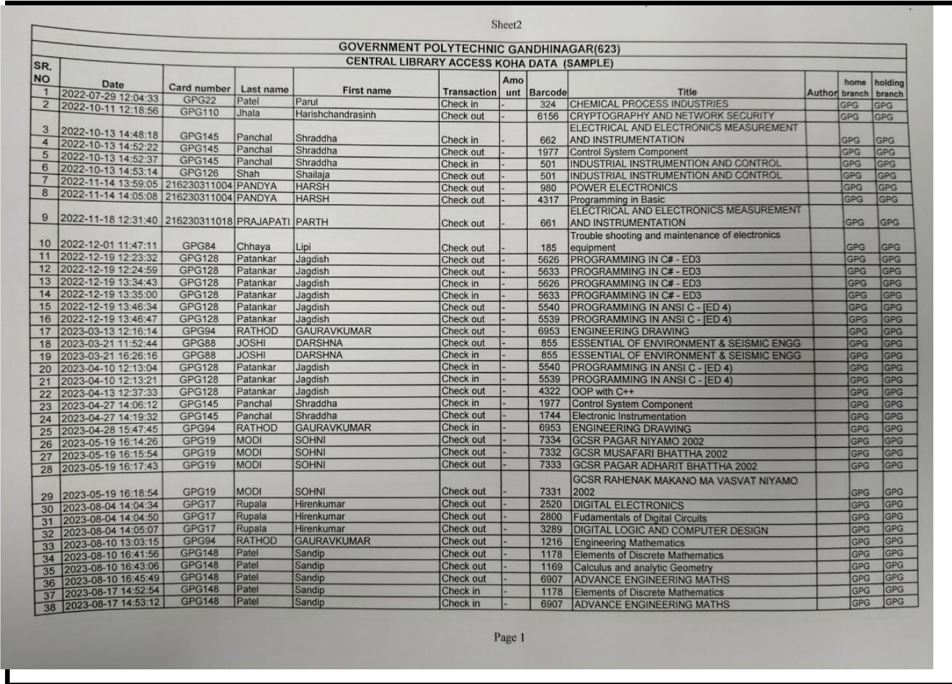 Sheet2
GOVERNMENT POLYTECHNIC GANDHINAGAR(623)
CENTRAL LIBRARY ACCESS KOHA DATA (SAMPLE)
SR. NO Date Card number Last name First name Transaction Amo unt Barcode Title Author home branch holding branch
1 2022-07-29 12:04:33 GPG22 Patel Parul Check in - 324 CHEMICAL PROCESS INDUSTRIES GPG GPG
2 2022-10-11 12:18:56 GPG110 Jhala Harishchandrasinh Check out - 6156 CRYPTOGRAPHY AND NETWORK SECURITY GPG GPG
ELECTRICAL AND ELECTRONICS MEASUREMENT
3 2022-10-13 14:48:18 GPG145 Panchal Shraddha Check in - 662 AND INSTRUMENTATION GPG GPG
4 2022-10-13 14:52:22 GPG145 Panchal Shraddha Check out - 1977 Control System Component GPG GPG
5 2022-10-13 14:52:37 GPG145 Panchal Shraddha Check in - 501 INDUSTRIAL INSTRUMENTION AND CONTROL GPG GPG
6 2022-10-13 14:53:14 GPG126 Shah Shailaja Check out - 501 INDUSTRIAL INSTRUMENTION AND CONTROL GPG GPG
7 2022-11-14 13:59:05 216230311004 PANDYA HARSH Check out - 980 POWER ELECTRONICS GPG GPG
8 2022-11-14 14:05:08 216230311004 PANDYA HARSH Check out - 4317 Programming in Basic GPG GPG
ELECTRICAL AND ELECTRONICS MEASUREMENT
9 2022-11-18 12:31:40 216230311018 PRAJAPATI PARTH Check out - 661 AND INSTRUMENTATION GPG GPG
Trouble shooting and maintenance of electronics
10 2022-12-01 11:47:11 GPG84 Chhaya Lipi Check out - 185 equipment GPG GPG
11 2022-12-19 12:23:32 GPG128 Patankar Jagdish Check out - 5626 PROGRAMMING IN C# - ED3 GPG GPG
12 2022-12-19 12:24:59 GPG128 Patankar Jagdish Check out - 5633 PROGRAMMING IN C# - ED3 GPG GPG
13 2022-12-19 13:34:43 GPG128 Patankar Jagdish Check in - 5626 PROGRAMMING IN C# - ED3 GPG GPG
14 2022-12-19 13:35:00 GPG128 Patankar Jagdish Check in - 5633 PROGRAMMING IN C# - ED3 GPG GPG
15 2022-12-19 13:46:34 GPG128 Patankar Jagdish Check out - 5540 PROGRAMMING IN ANSI C - [ED 4) GPG GPG
16 2022-12-19 13:46:47 GPG128 Patankar Jagdish Check out - 5539 PROGRAMMING IN ANSI C - [ED 4) GPG GPG
17 2023-03-13 12:16:14 GPG94 RATHOD GAURAVKUMAR Check out - 6953 ENGINEERING DRAWING GPG GPG
18 2023-03-21 11:52:44 GPG88 JOSHI DARSHNA Check out - 855 ESSENTIAL OF ENVIRONMENT & SEISMIC ENGG GPG GPG
19 2023-03-21 16:26:16 GPG88 JOSHI DARSHNA Check in - 855 ESSENTIAL OF ENVIRONMENT & SEISMIC ENGG GPG GPG
20 2023-04-10 12:13:04 GPG128 Patankar Jagdish Check in - 5540 PROGRAMMING IN ANSI C - [ED 4) GPG GPG
21 2023-04-10 12:13:21 GPG128 Patankar Jagdish Check in - 5539 PROGRAMMING IN ANSI C - [ED 4) GPG GPG
22 2023-04-13 12:37:33 GPG128 Patankar Jagdish Check out - 4322 OOP with C++ GPG GPG
23 2023-04-27 14:06:12 GPG145 Panchal Shraddha Check out - 1977 Control System Component GPG GPG
24 2023-04-27 14:19:32 GPG145 Panchal Shraddha Check out - 1744 Electronic Instrumentation GPG GPG
25 2023-04-28 15:47:45 GPG94 RATHOD GAURAVKUMAR Check in - 6953 ENGINEERING DRAWING GPG GPG
26 2023-05-19 16:14:26 GPG19 MODI SOHNI Check out - 7334 GCSR PAGAR NIYAMO 2002 GPG GPG
27 2023-05-19 16:15:54 GPG19 MODI SOHNI Check out - 7332 GCSR MUSAFARI BHATTHA 2002 GPG GPG
28 2023-05-19 16:17:43 GPG19 MODI SOHNI Check out - 7333 GCSR PAGAR ADHARIT BHATTHA 2002 GPG GPG
GCSR RAHENAK MAKANO MA VASVAT NIYAMO
29 2023-05-19 16:18:54 GPG19 MODI SOHNI Check out - 7331 2002 GPG GPG
30 2023-08-04 14:04:34 GPG17 Rupala Hirenkumar Check out - 2520 DIGITAL ELECTRONICS GPG GPG
31 2023-08-04 14:04:50 GPG17 Rupala Hirenkumar Check out - 2800 Fudamentals of Digital Circuits GPG GPG
32 2023-08-04 14:05:07 GPG17 Rupala Hirenkumar Check out - 3289 DIGITAL LOGIC AND COMPUTER DESIGN GPG GPG
33 2023-08-10 13:03:15 GPG94 RATHOD GAURAVKUMAR Check out - 1216 Engineering Mathematics GPG GPG
34 2023-08-10 16:41:56 GPG148 Patel Sandip Check out - 1178 Elements of Discrete Mathematics GPG GPG
35 2023-08-10 16:43:06 GPG148 Patel Sandip Check out - 1169 Calculus and analytic Geometry GPG GPG
36 2023-08-10 16:45:49 GPG148 Patel Sandip Check out - 6907 ADVANCE ENGINEERING MATHS GPG GPG
37 2023-08-17 14:52:54 GPG148 Patel Sandip Check in - 1178 Elements of Discrete Mathematics GPG GPG
38 2023-08-17 14:53:12 GPG148 Patel Sandip Check in - 6907 ADVANCE ENGINEERING MATHS GPG GPG
Page 1